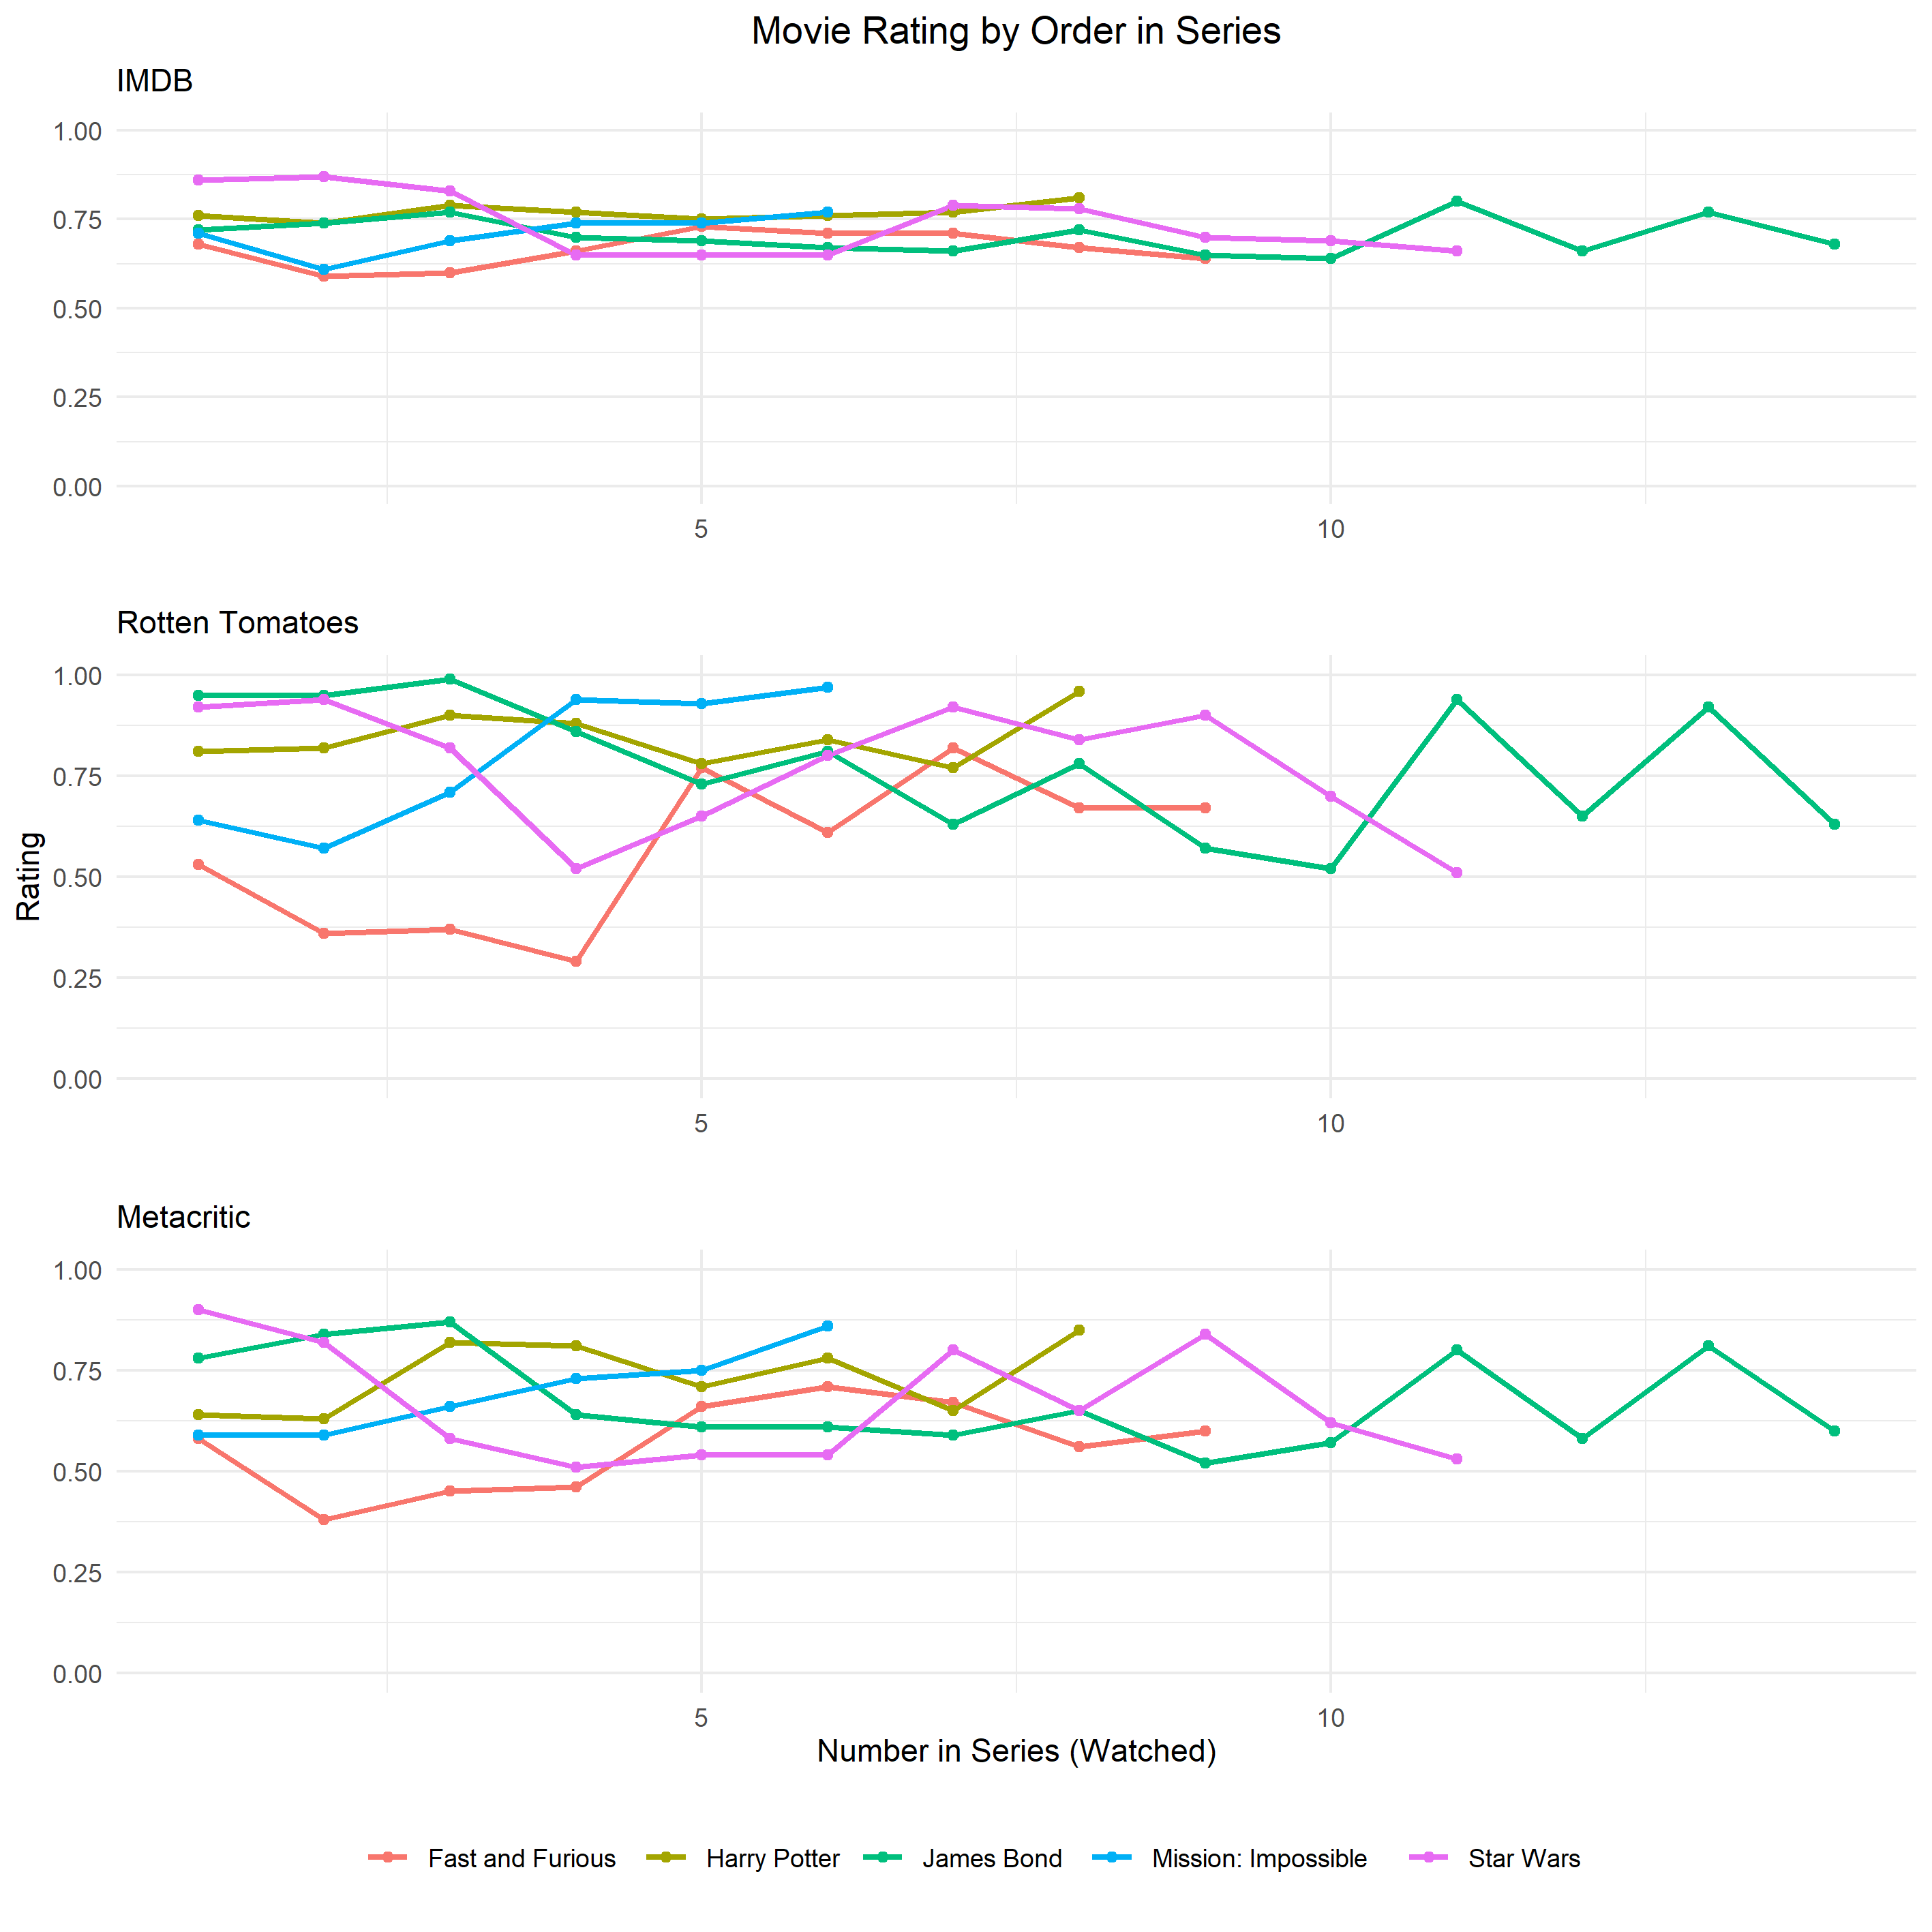 Movie Rating by Order in Series
IMDB
1.00
0.75
0.50
0.25
0.00
5 10
Rotten Tomatoes
1.00
0.75
0.50
0.25
0.00
5 10
Rating
Metacritic
1.00
0.75
0.50
0.25
0.00
5 10
Number in Series (Watched)
Fast and Furious Harry Potter James Bond Mission: Impossible Star Wars